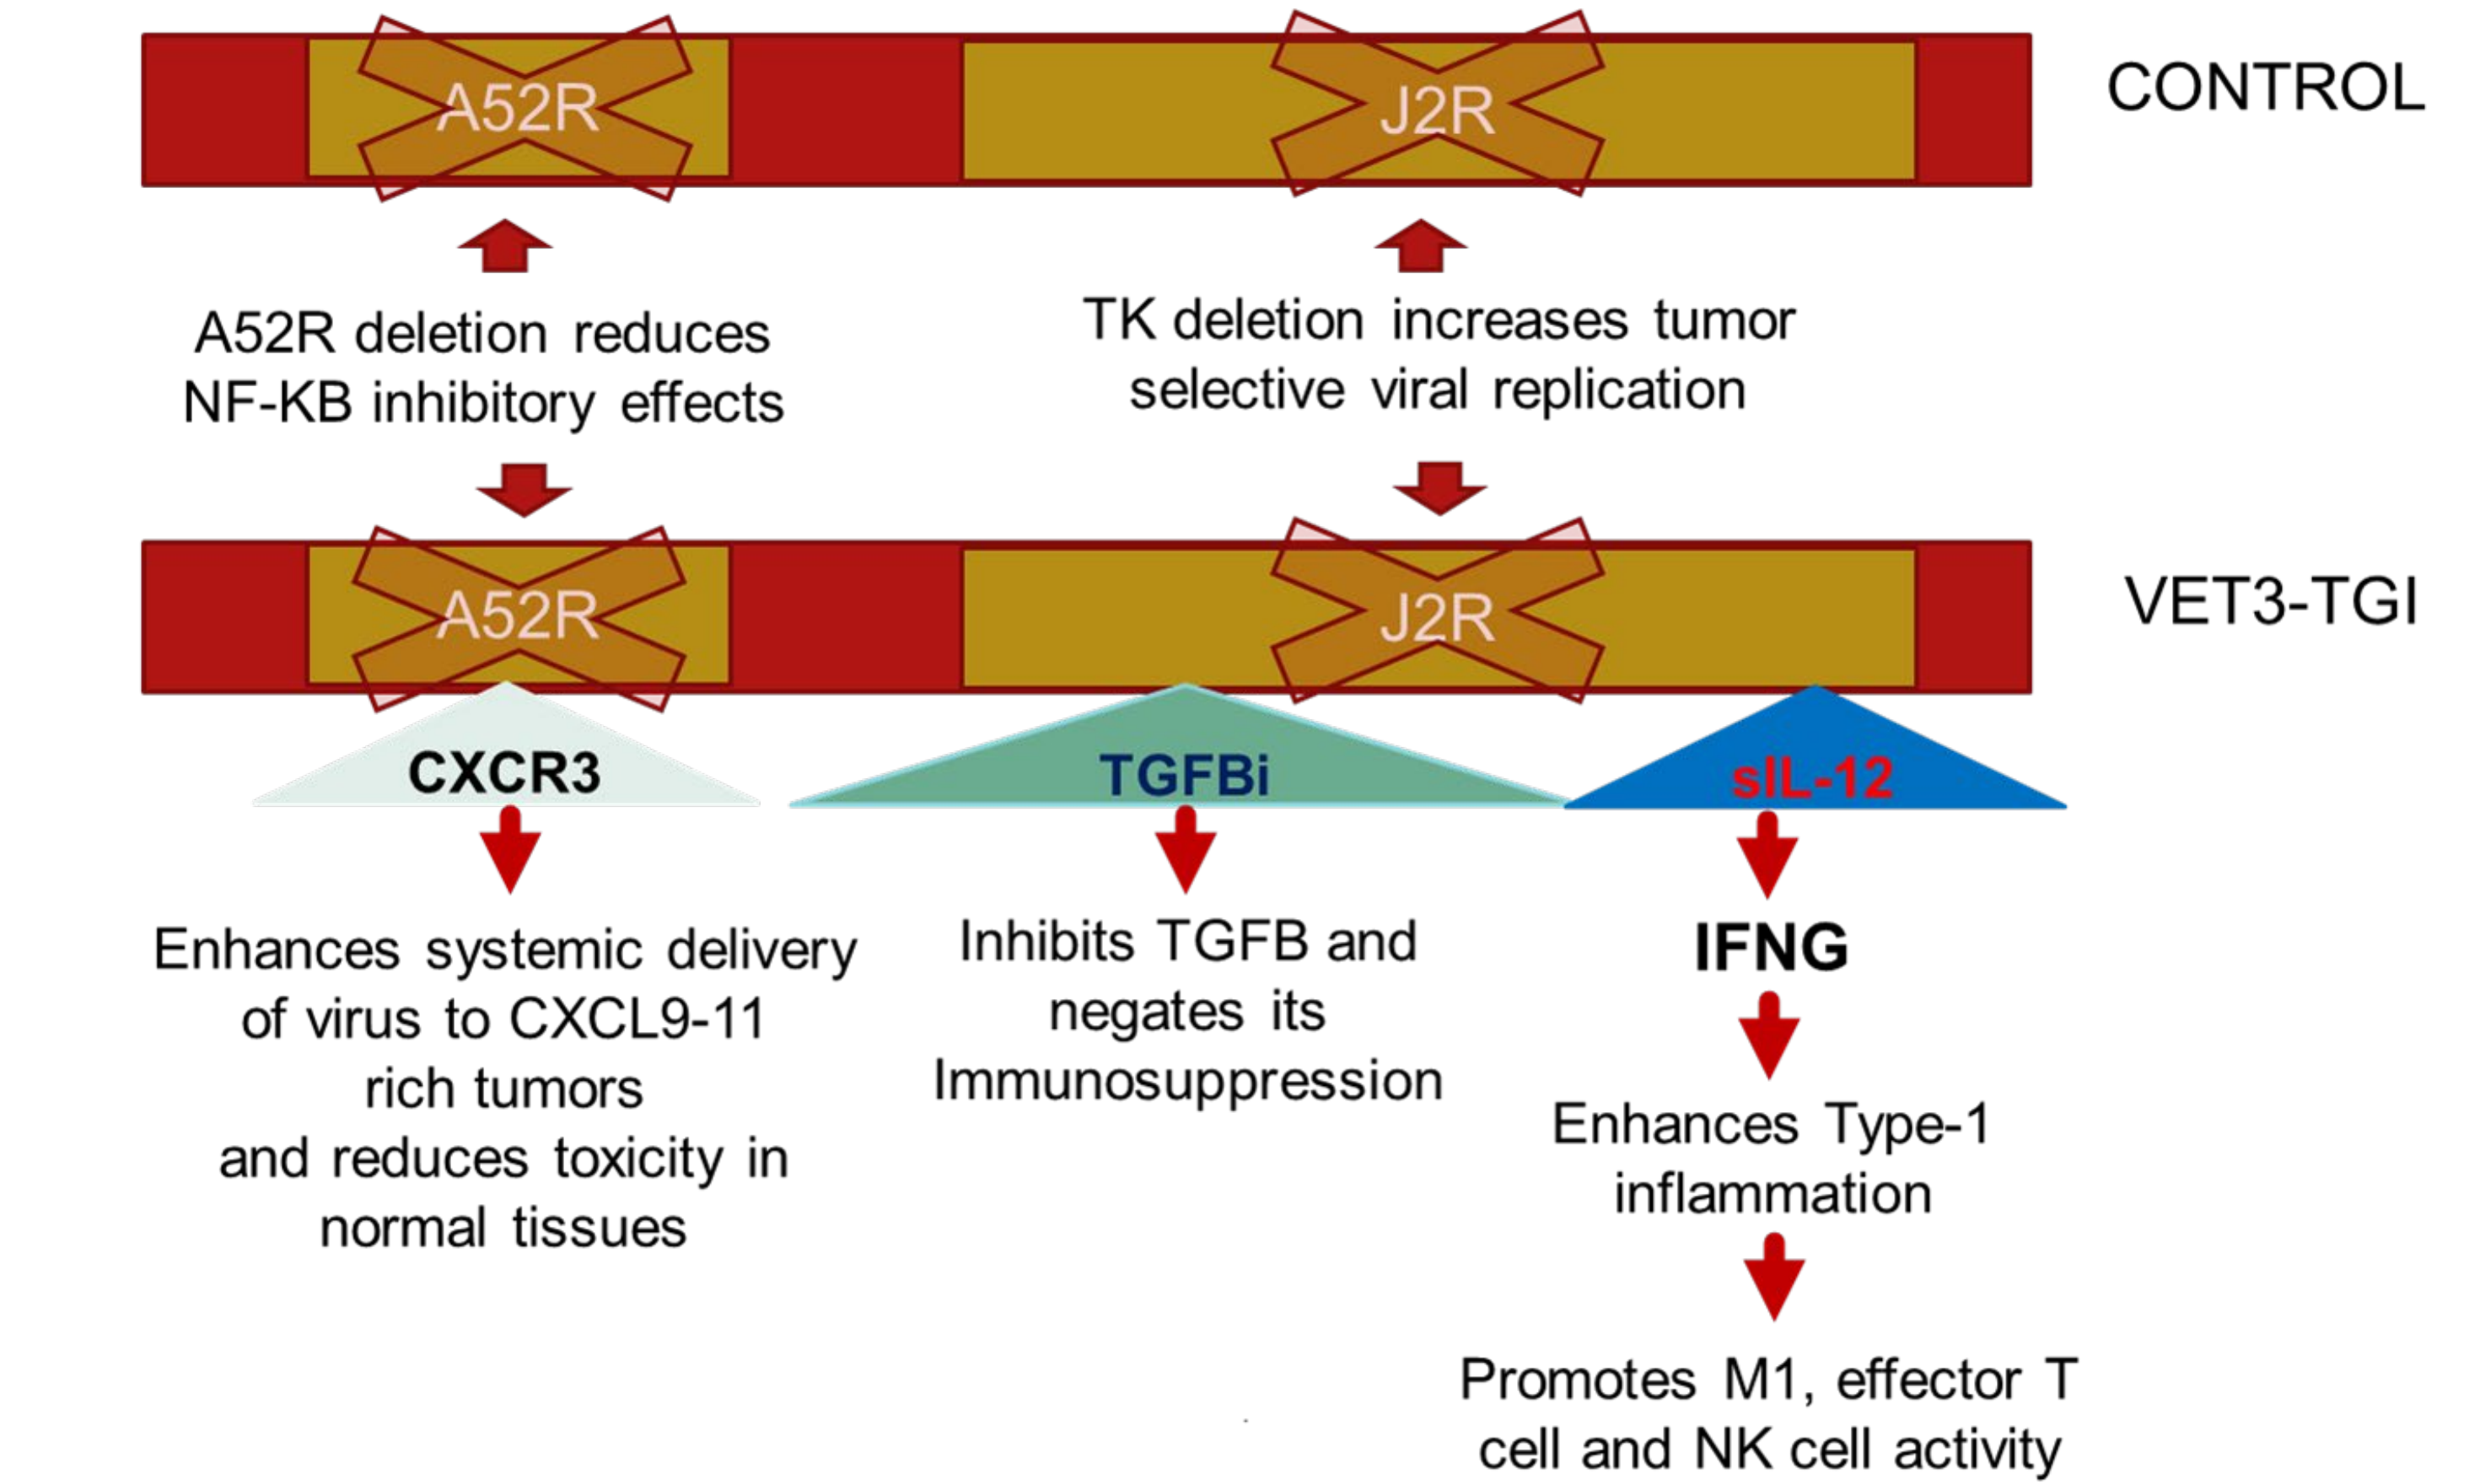 A52R
J2R
CONTROL
A52R deletion reduces
NF-KB inhibitory effects
TK deletion increases tumor
selective viral replication
A52R
J2R
VET3-TGI
CXCR3
TGFBi
sIL-12
Enhances systemic delivery
of virus to CXCL9-11
rich tumors
and reduces toxicity in
normal tissues
Inhibits TGFB and
negates its
Immunosuppression
IFNG
Enhances Type-1
inflammation
Promotes M1, effector T
cell and NK cell activity